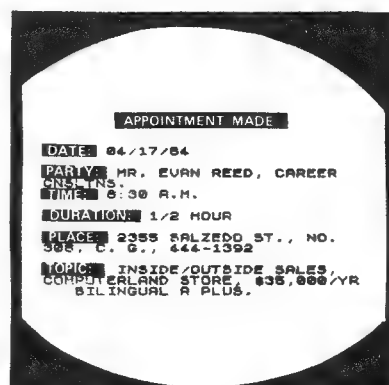 APPOINTMENT MADE
DATE: 04/17/84
PARTY: MR. EVAN REED, CAREER
CNSLTNS.
TIME: 8:30 A.M.
DURATION: 1/2 HOUR
PLACE: 2355 SALZEDO ST., NO.
308, C. G., 444-1392
TOPIC: INSIDE/OUTSIDE SALES,
COMPUTERLAND STORE, $35,000/YR
BILINGUAL A PLUS.